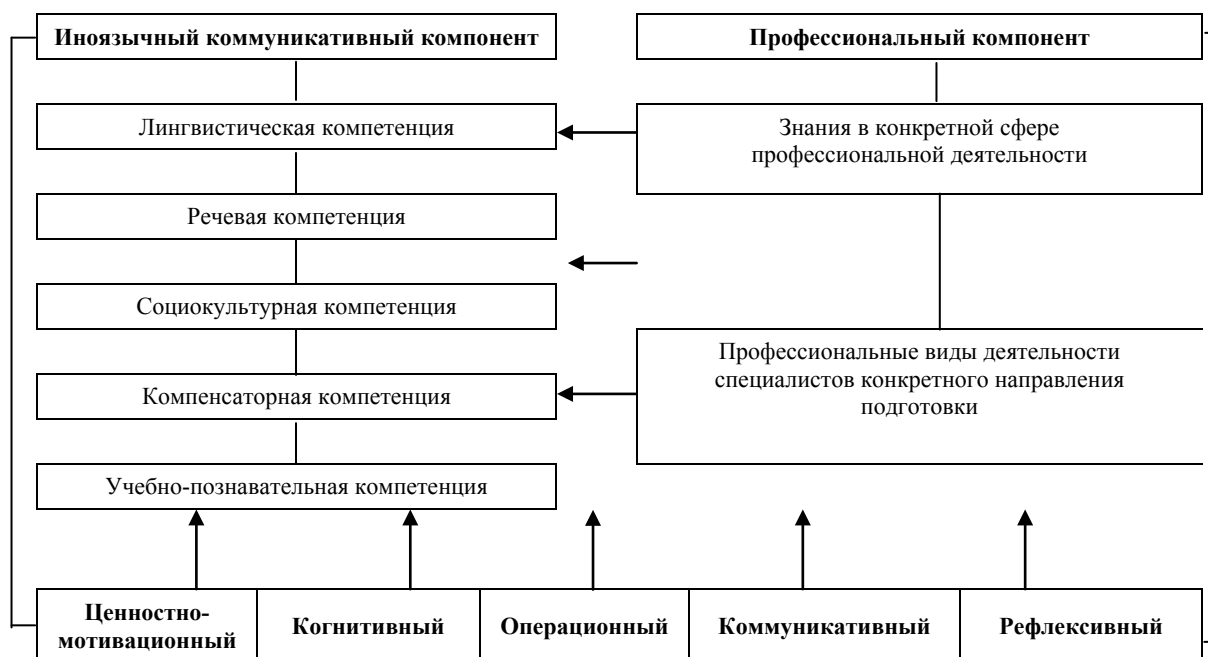 Иноязычный коммуникативный компонент
Профессиональный компонент
Лингвистическая компетенция
Знания в конкретной сфере
профессиональной деятельности
Речевая компетенция
Социокультурная компетенция
Профессиональные виды деятельности
специалистов конкретного направления
подготовки
Компенсаторная компетенция
Учебно-познавательная компетенция
Ценностно-
мотивационный
Когнитивный
Операционный
Коммуникативный
Рефлексивный